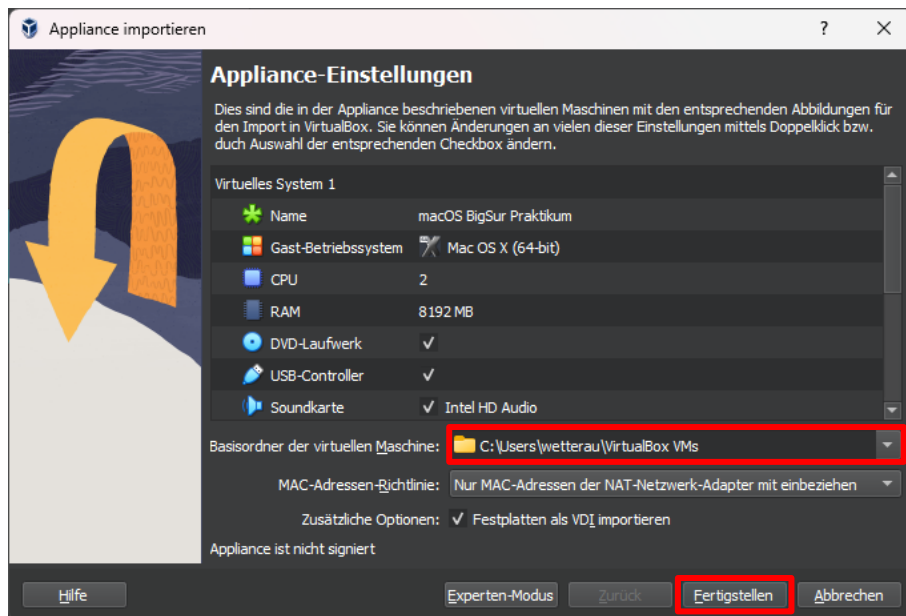 Appliance importieren
Appliance-Einstellungen
Dies sind die in der Appliance beschriebenen virtuellen Maschinen mit den entsprechenden Abbildungen für
den Import in VirtualBox. Sie können Änderungen an vielen dieser Einstellungen mittels Doppelklick bzw.
duch Auswahl der entsprechenden Checkbox ändern.
Virtuelles System 1
Name macOS BigSur Praktikum
Gast-Betriebssystem Mac OS X (64-bit)
CPU 2
RAM 8192 MB
DVD-Laufwerk ✓
USB-Controller ✓
Soundkarte ✓ Intel HD Audio
Basisordner der virtuellen Maschine: C:\Users\wetterau\VirtualBox VMs
MAC-Adressen-Richtlinie: Nur MAC-Adressen der NAT-Netzwerk-Adapter mit einbeziehen
Zusätzliche Optionen: ✓ Festplatten als VDI importieren
Appliance ist nicht signiert
Hilfe Experten-Modus Zurück Fertigstellen Abbrechen